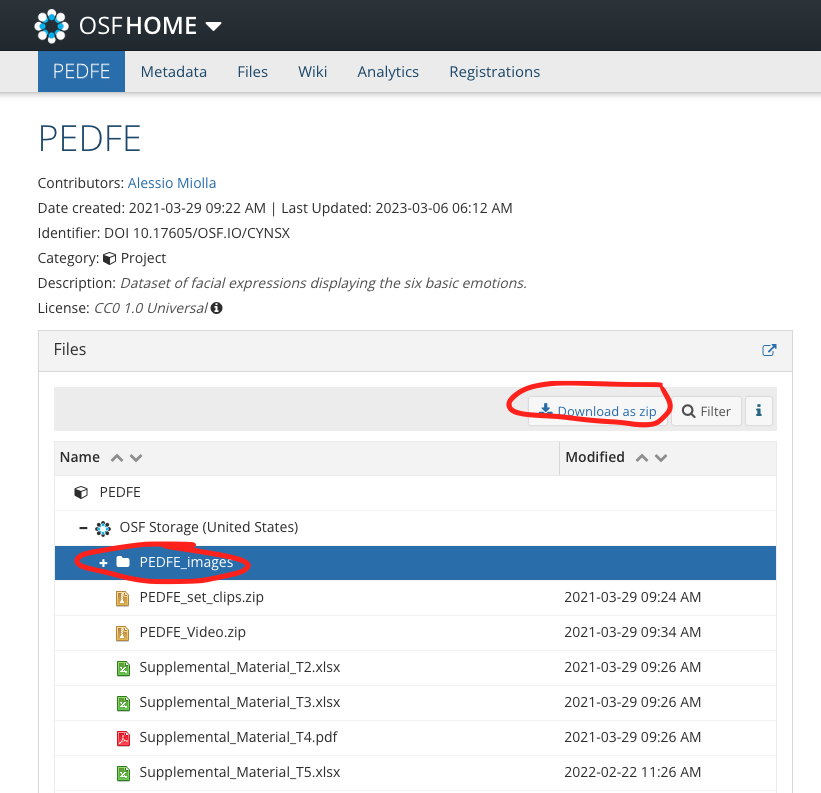 OSFHOME
PEDFE Metadata Files Wiki Analytics Registrations
PEDFE
Contributors: Alessio Miolla
Date created: 2021-03-29 09:22 AM | Last Updated: 2023-03-06 06:12 AM
Identifier: DOI 10.17605/OSF.IO/CYNSX
Category: Project
Description: Dataset of facial expressions displaying the six basic emotions.
License: CC0 1.0 Universal
Files
Download as zip Filter i
Name Modified
PEDFE
OSF Storage (United States)
PEDFE_images
PEDFE_set_clips.zip 2021-03-29 09:24 AM
PEDFE_Video.zip 2021-03-29 09:34 AM
Supplemental_Material_T2.xlsx 2021-03-29 09:26 AM
Supplemental_Material_T3.xlsx 2021-03-29 09:26 AM
Supplemental_Material_T4.pdf 2021-03-29 09:26 AM
Supplemental_Material_T5.xlsx 2022-02-22 11:26 AM